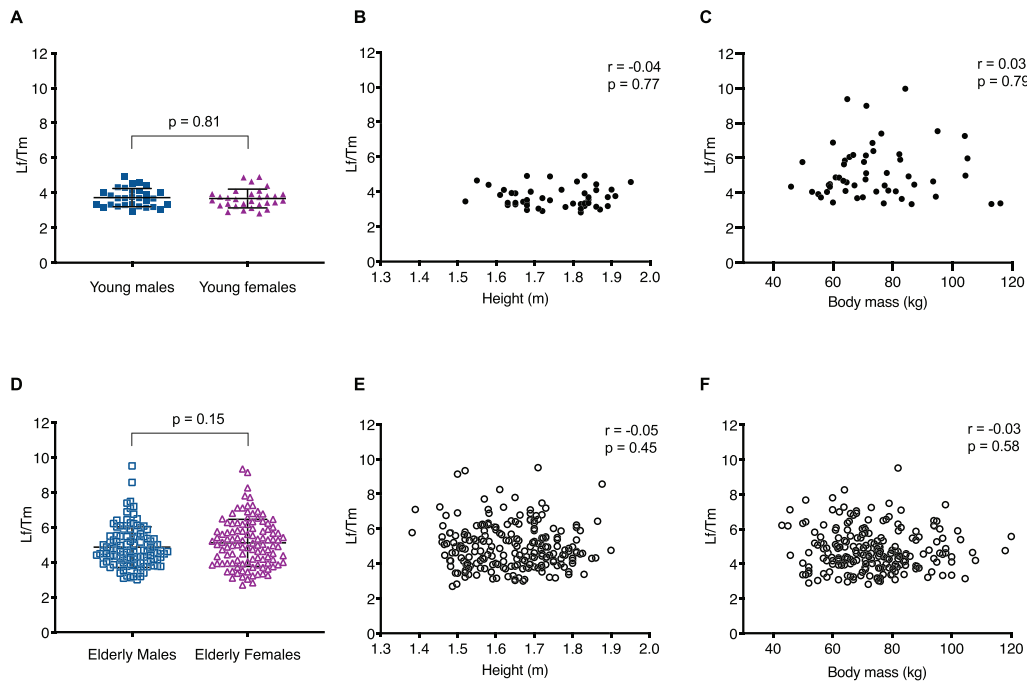 A
Lf/Tm
12
10
8
6
4
2
0
p = 0.81
Young males
Young females
B
Lf/Tm
12
10
8
6
4
2
0
r = -0.04
p = 0.77
1.3 1.4 1.5 1.6 1.7 1.8 1.9 2.0
Height (m)
C
Lf/Tm
12
10
8
6
4
2
0
r = 0.03
p = 0.79
40 60 80 100 120
Body mass (kg)
D
Lf/Tm
12
10
8
6
4
2
0
p = 0.15
Elderly Males
Elderly Females
E
Lf/Tm
12
10
8
6
4
2
0
r = -0.05
p = 0.45
1.3 1.4 1.5 1.6 1.7 1.8 1.9 2.0
Height (m)
F
Lf/Tm
12
10
8
6
4
2
0
r = -0.03
p = 0.58
40 60 80 100 120
Body mass (kg)